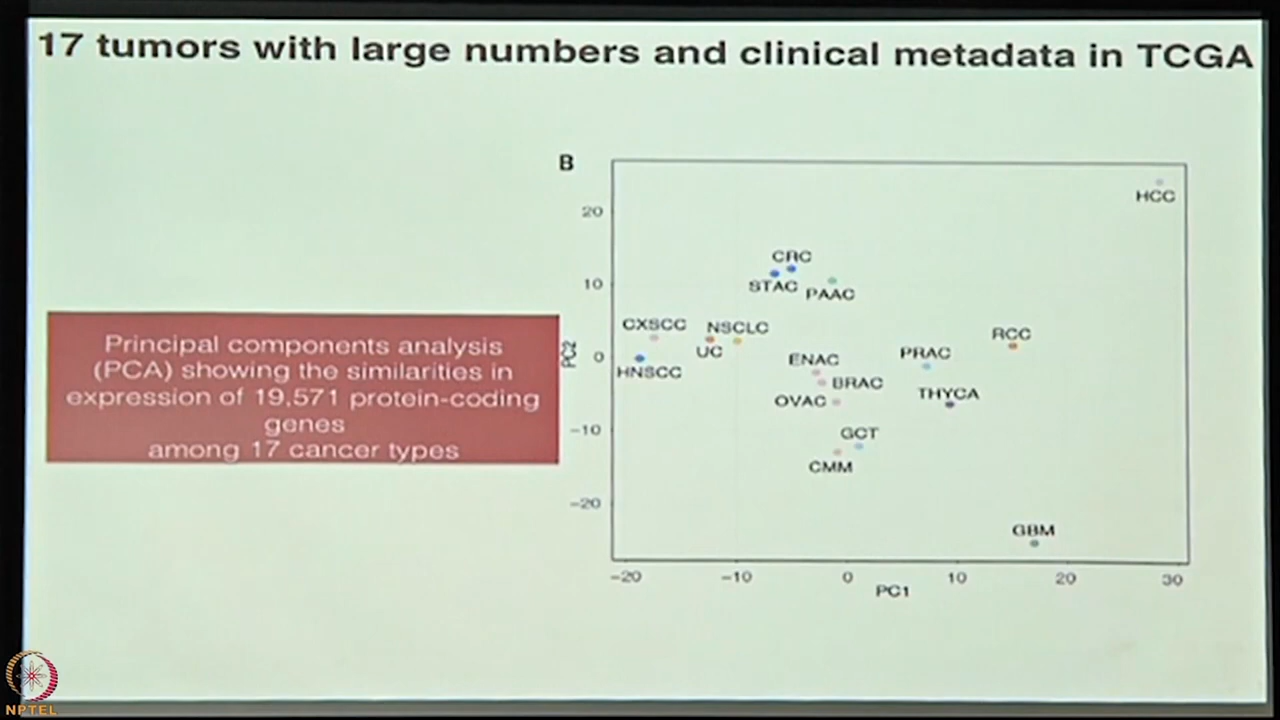 17 tumors with large numbers and clinical metadata in TCGA
B
Principal components analysis
(PCA) showing the similarities in
expression of 19,571 protein-coding
genes
among 17 cancer types
PC2
20
10
0
−10
−20
HCC
CRC
STAC
PAAC
CXSCC
NSCLC
UC
HNSCC
RCC
PRAC
ENAC
BRAC
THYCA
OVAC
GCT
CMM
GBM
−20
−10
0
10
20
30
PC1
NPTEL